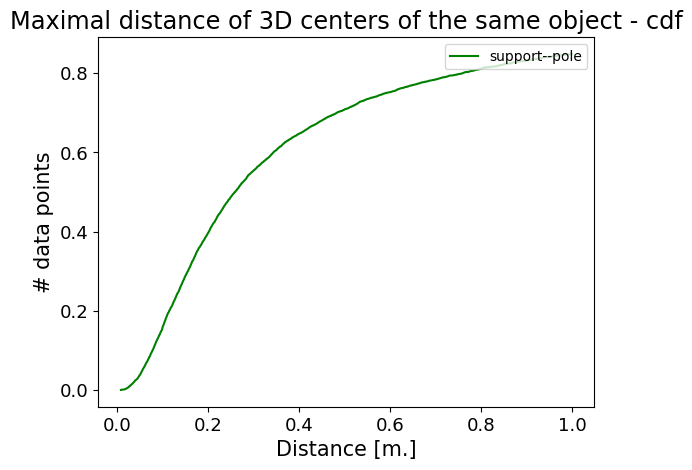 Maximal distance of 3D centers of the same object - cdf
support--pole
0.8
0.6
0.4
0.2
0.0
# data points
0.0 0.2 0.4 0.6 0.8 1.0
Distance [m.]